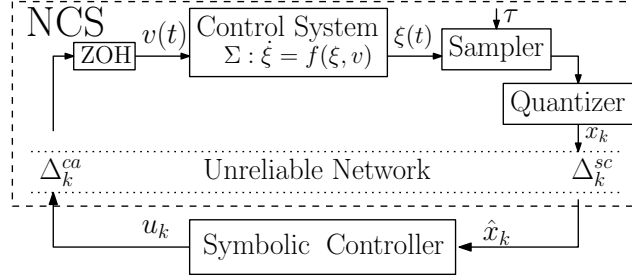 NCS
ZOH
v(t)
Control System
Σ : ξ̇ = f(ξ, v)
ξ(t)
τ
Sampler
Quantizer
x_k
Δ_k^{ca}
Unreliable Network
Δ_k^{sc}
u_k
Symbolic Controller
x̂_k